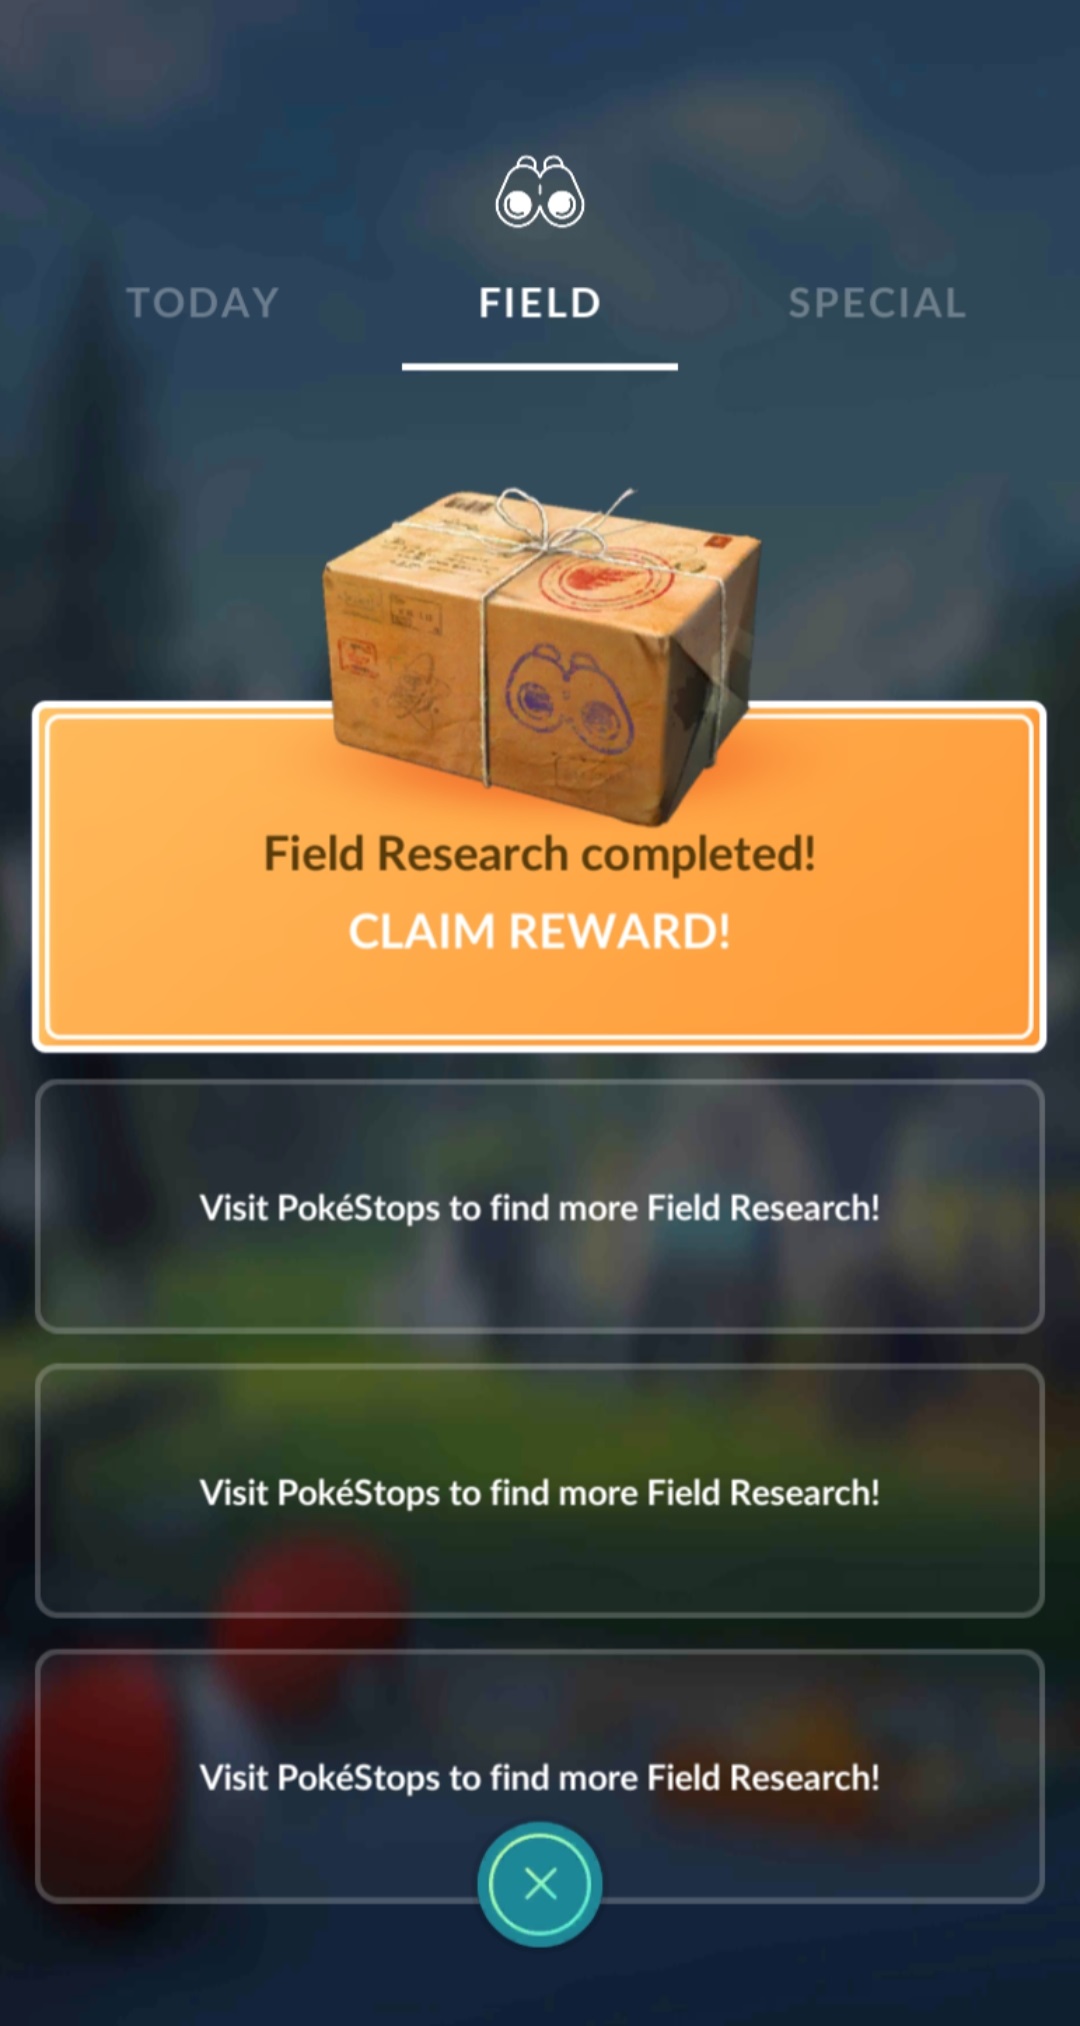 TODAY
FIELD
SPECIAL
Field Research completed!
CLAIM REWARD!
Visit PokéStops to find more Field Research!
Visit PokéStops to find more Field Research!
Visit PokéStops to find more Field Research!